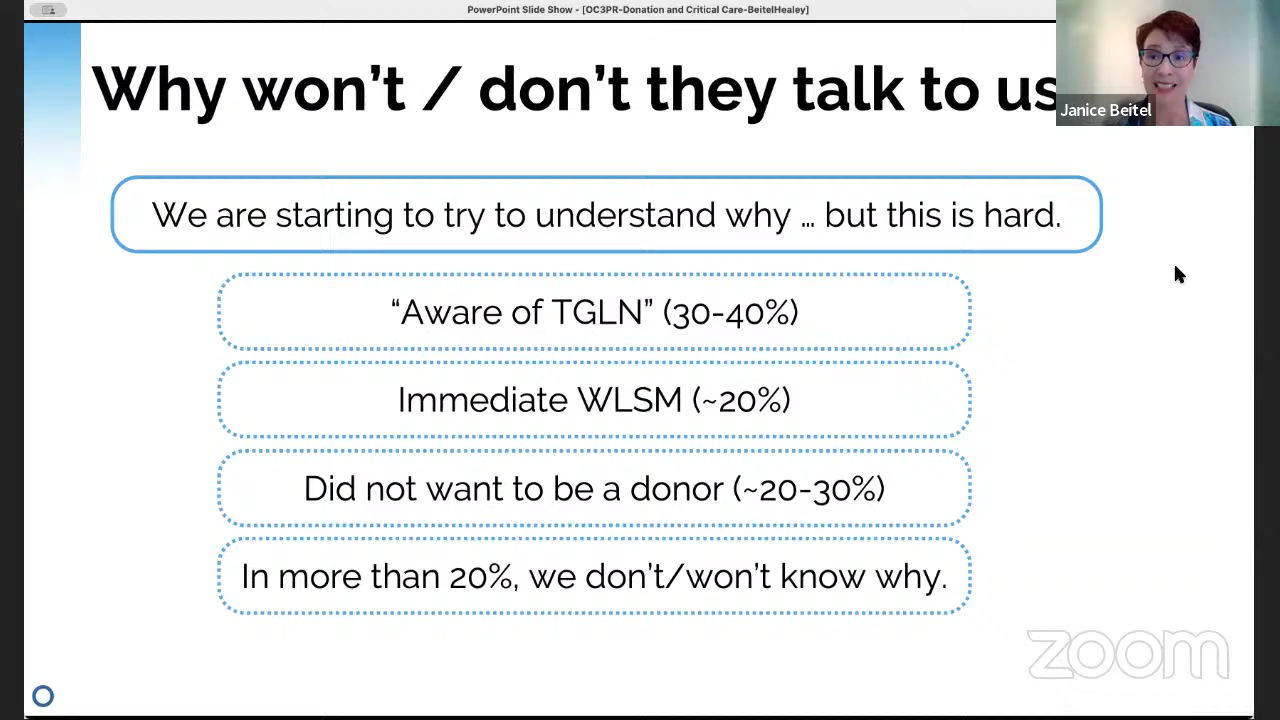 PowerPoint Slide Show - [OC3PR-Donation and Critical Care-BeitelHealey]
Why won’t / don’t they talk to us
Janice Beitel
We are starting to try to understand why ... but this is hard.
“Aware of TGLN” (30-40%)
Immediate WLSM (~20%)
Did not want to be a donor (~20-30%)
In more than 20%, we don’t/won’t know why.
zoom